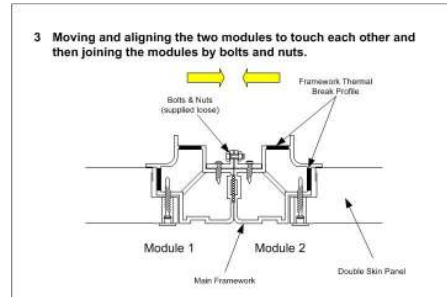 3 Moving and aligning the two modules to touch each other and
then joining the modules by bolts and nuts.
Bolts & Nuts
(supplied loose)
Framework Thermal
Break Profile
Module 1
Module 2
Main Framework
Double Skin Panel